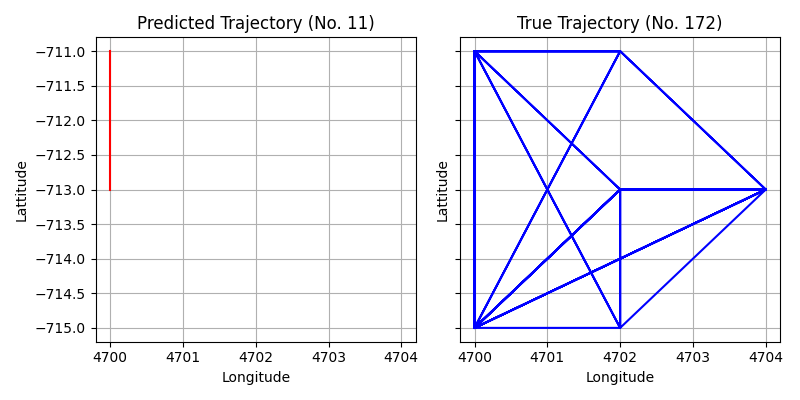 Predicted Trajectory (No. 11)
True Trajectory (No. 172)
Lattitude
−711.0
−711.5
−712.0
−712.5
−713.0
−713.5
−714.0
−714.5
−715.0
4700 4701 4702 4703 4704
Longitude
Lattitude
4700 4701 4702 4703 4704
Longitude